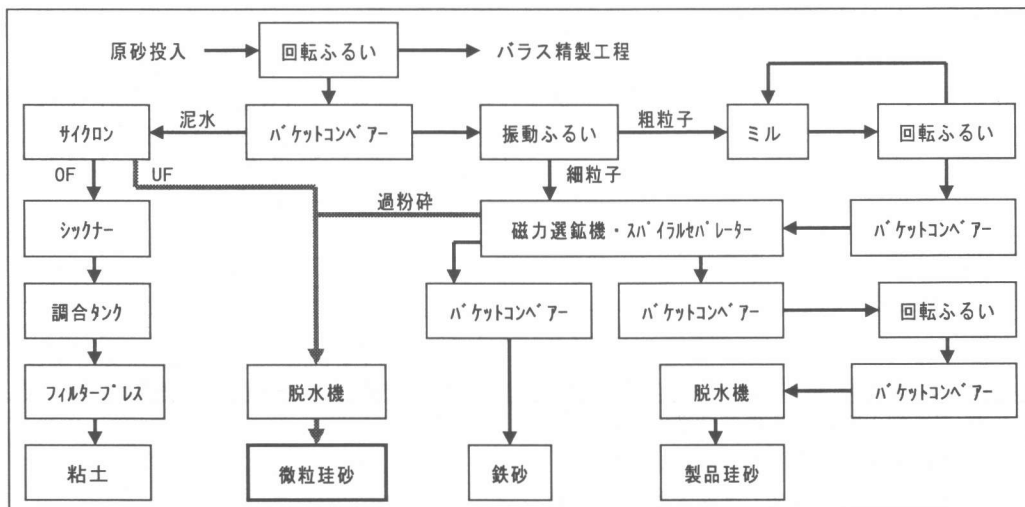 原砂投入
回転ふるい
バラス精製工程
サイクロン
泥水
バケットコンベアー
振動ふるい
粗粒子
ミル
回転ふるい
OF
UF
細粒子
シックナー
過粉砕
磁力選鉱機・スパイラルセパレーター
バケットコンベアー
調合タンク
バケットコンベアー
バケットコンベアー
回転ふるい
フィルタープレス
脱水機
脱水機
バケットコンベアー
粘土
微粒珪砂
鉄砂
製品珪砂